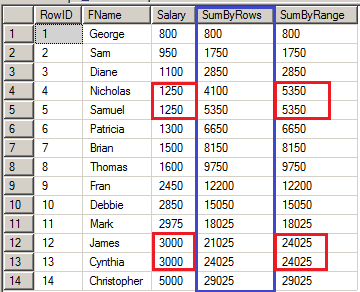 RowID FName Salary SumByRows SumByRange
1 1 George 800 800 800
2 2 Sam 950 1750 1750
3 3 Diane 1100 2850 2850
4 4 Nicholas 1250 4100 5350
5 5 Samuel 1250 5350 5350
6 6 Patricia 1300 6650 6650
7 7 Brian 1500 8150 8150
8 8 Thomas 1600 9750 9750
9 9 Fran 2450 12200 12200
10 10 Debbie 2850 15050 15050
11 11 Mark 2975 18025 18025
12 12 James 3000 21025 24025
13 13 Cynthia 3000 24025 24025
14 14 Christopher 5000 29025 29025